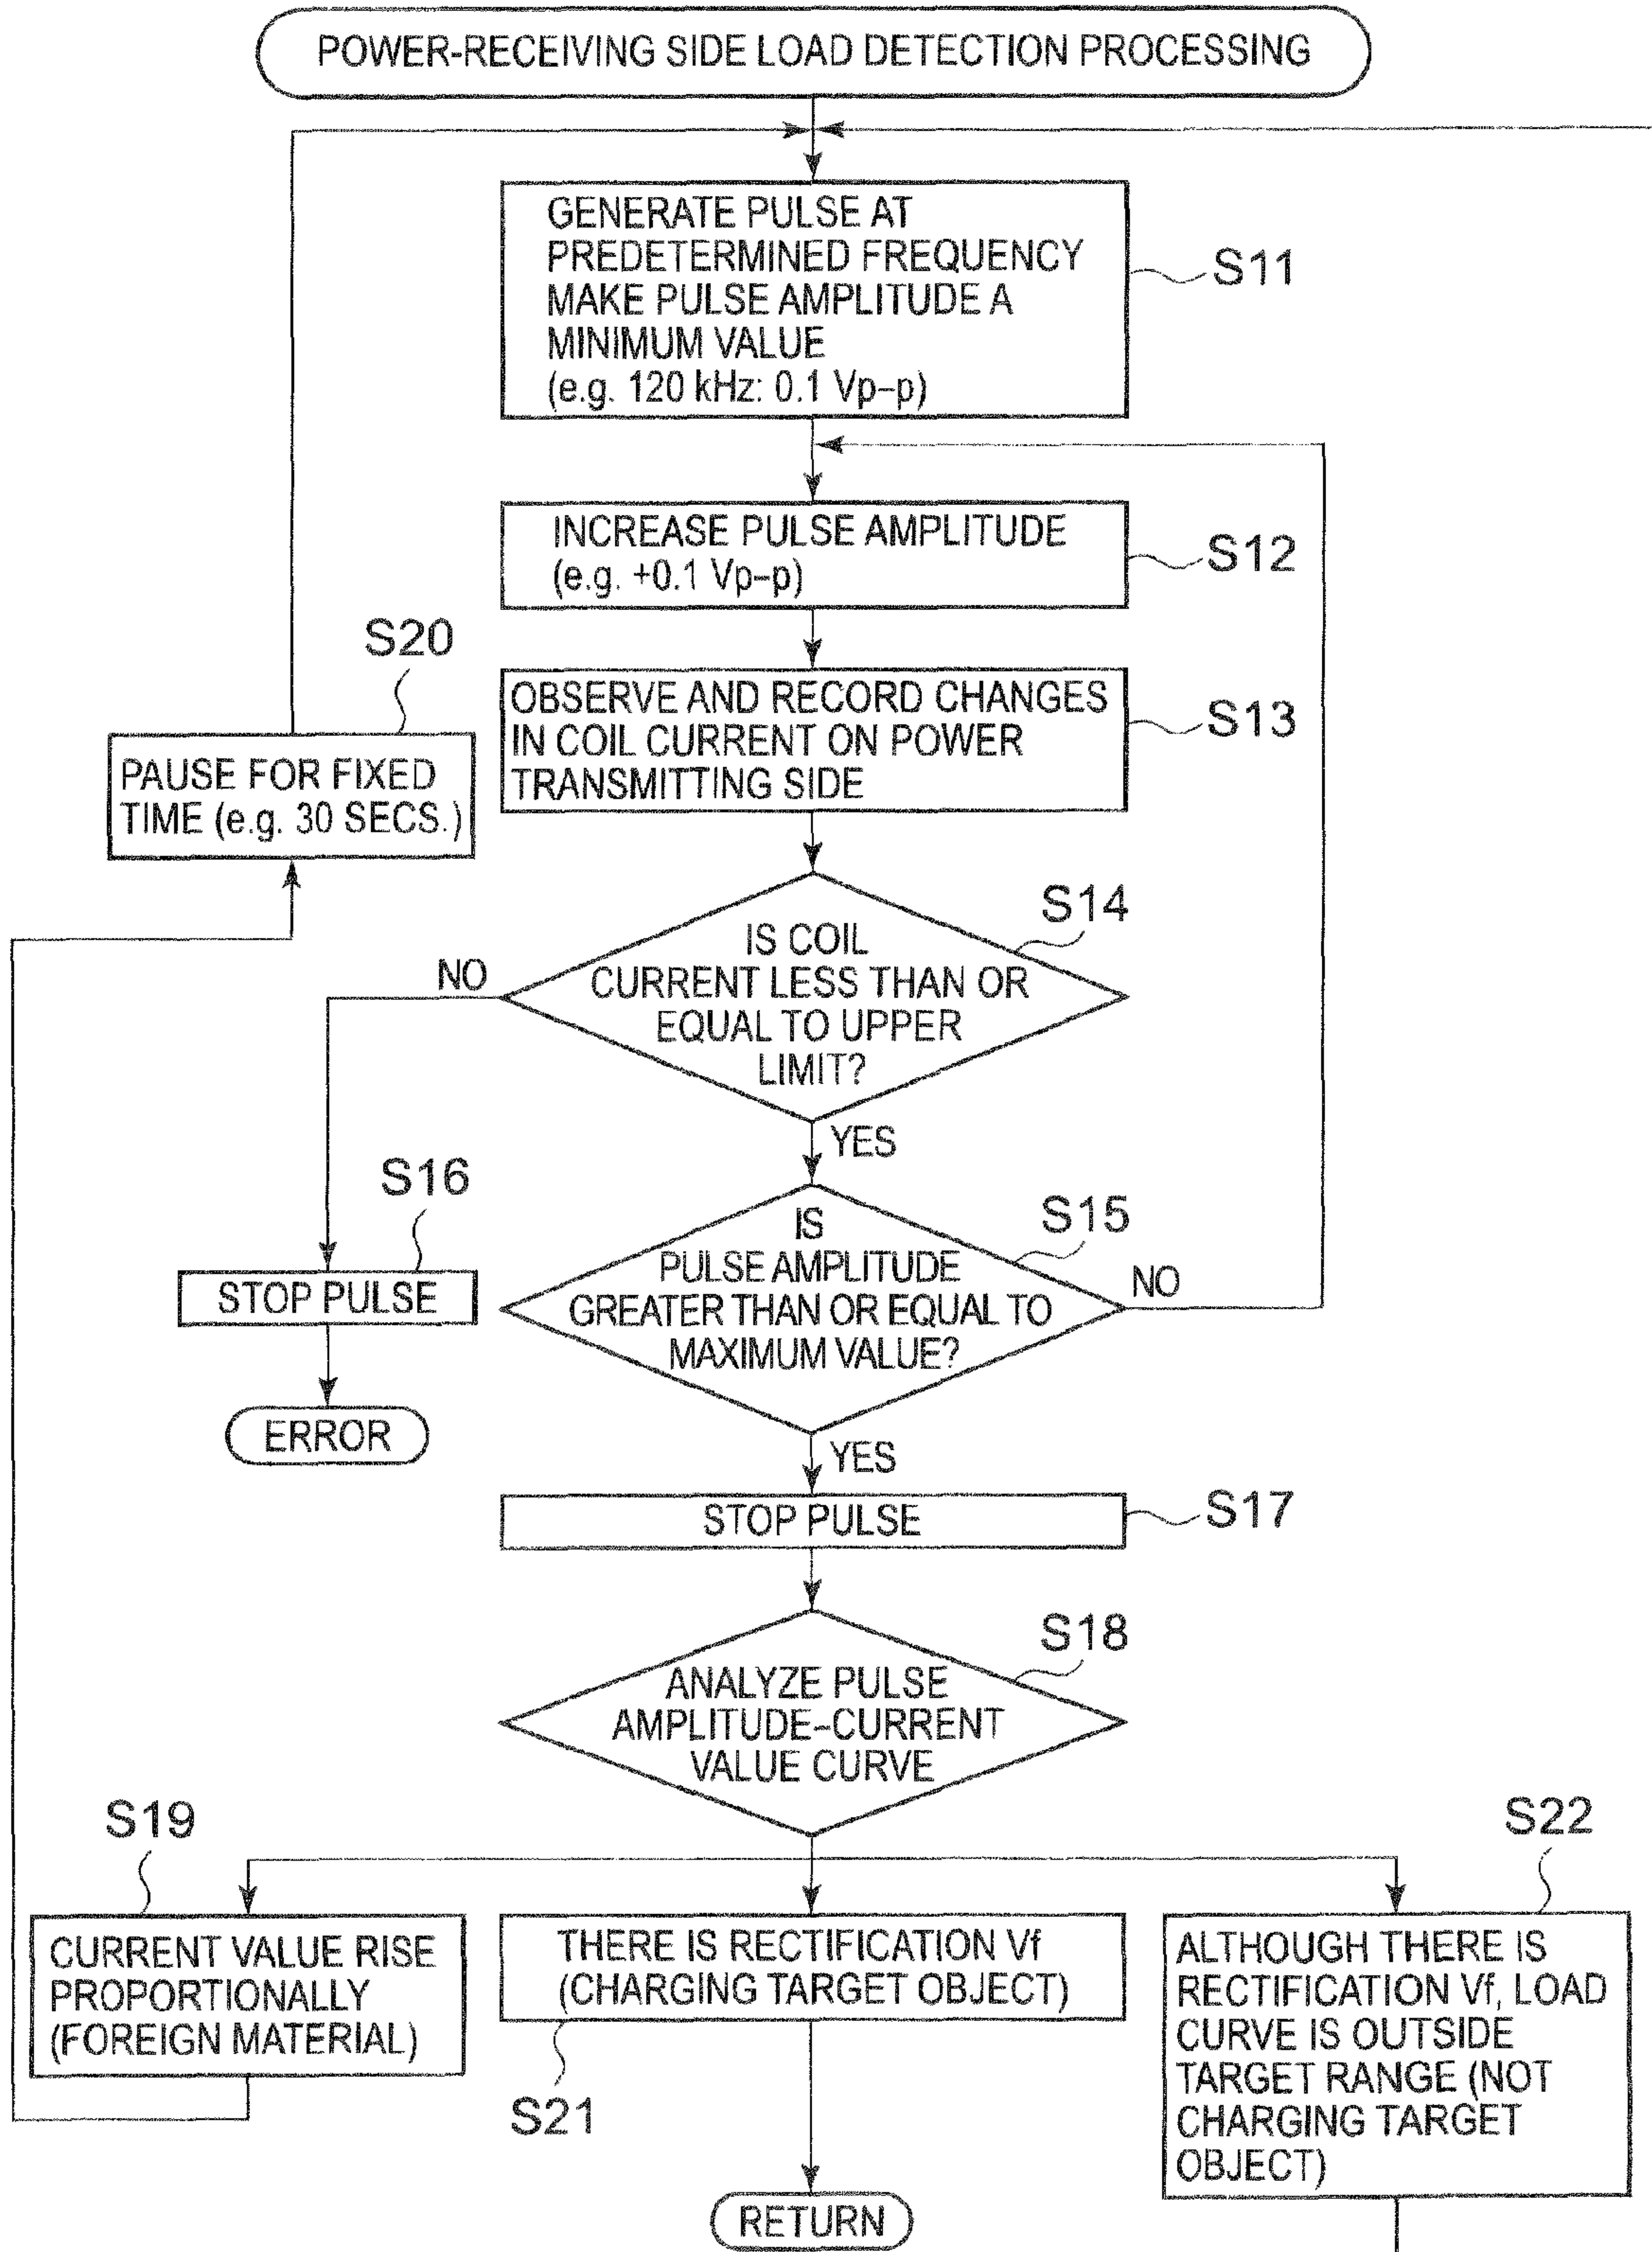 POWER-RECEIVING SIDE LOAD DETECTION PROCESSING
GENERATE PULSE AT
PREDETERMINED FREQUENCY
MAKE PULSE AMPLITUDE A
MINIMUM VALUE
(e.g. 120 kHz: 0.1 Vp-p)
S11
INCREASE PULSE AMPLITUDE
(e.g. +0.1 Vp-p)
S12
S20
PAUSE FOR FIXED
TIME (e.g. 30 SECS.)
OBSERVE AND RECORD CHANGES
IN COIL CURRENT ON POWER
TRANSMITTING SIDE
S13
S14
IS COIL
CURRENT LESS THAN OR
EQUAL TO UPPER
LIMIT?
NO
YES
S16
STOP PULSE
ERROR
S15
IS
PULSE AMPLITUDE
GREATER THAN OR EQUAL TO
MAXIMUM VALUE?
NO
YES
STOP PULSE
S17
S18
ANALYZE PULSE
AMPLITUDE-CURRENT
VALUE CURVE
S19
CURRENT VALUE RISE
PROPORTIONALLY
(FOREIGN MATERIAL)
THERE IS RECTIFICATION Vf
(CHARGING TARGET OBJECT)
S21
RETURN
S22
ALTHOUGH THERE IS
RECTIFICATION Vf, LOAD
CURVE IS OUTSIDE
TARGET RANGE (NOT
CHARGING TARGET
OBJECT)